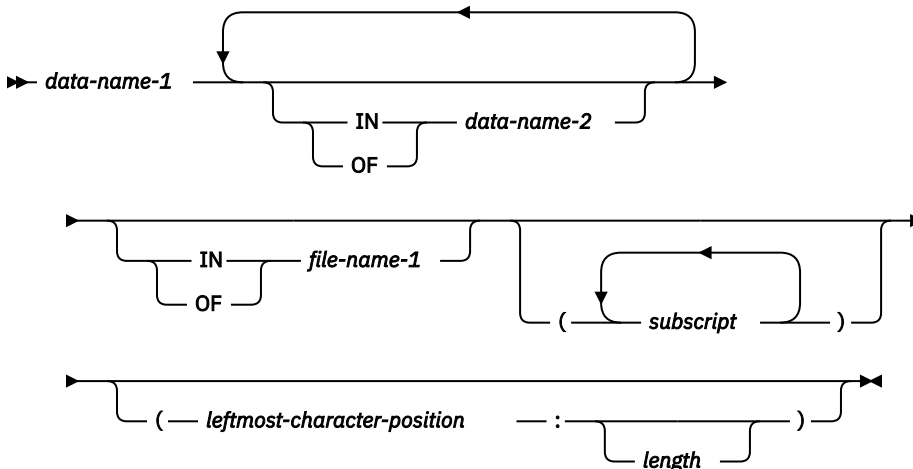 data-name-1
IN data-name-2
OF
IN file-name-1
OF
( subscript )
( leftmost-character-position : )
length